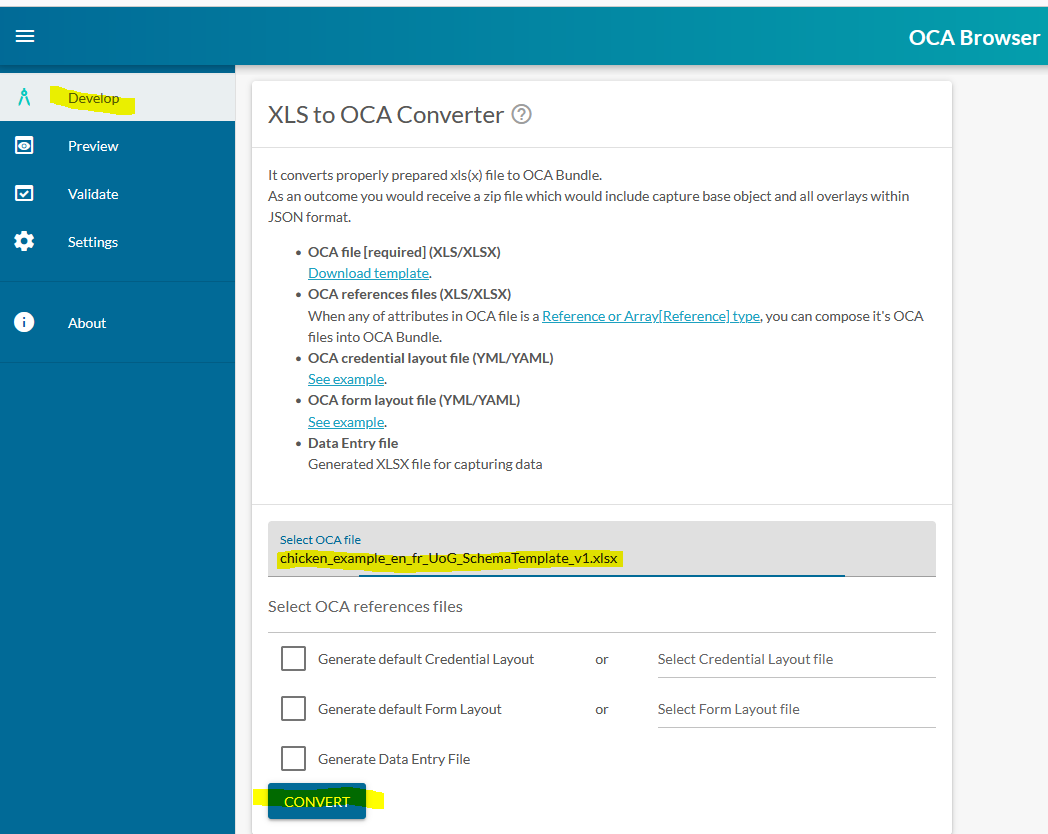 OCA Browser
Develop
Preview
Validate
Settings
About
XLS to OCA Converter ?
It converts properly prepared xls(x) file to OCA Bundle.
As an outcome you would receive a zip file which would include capture base object and all overlays within
JSON format.
• OCA file [required] (XLS/XLSX)
Download template.
• OCA references files (XLS/XLSX)
When any of attributes in OCA file is a Reference or Array[Reference] type, you can compose it's OCA
files into OCA Bundle.
• OCA credential layout file (YML/YAML)
See example.
• OCA form layout file (YML/YAML)
See example.
• Data Entry file
Generated XLSX file for capturing data
Select OCA file
chicken_example_en_fr_UoG_SchemaTemplate_v1.xlsx
Select OCA references files
Generate default Credential Layout or Select Credential Layout file
Generate default Form Layout or Select Form Layout file
Generate Data Entry File
CONVERT